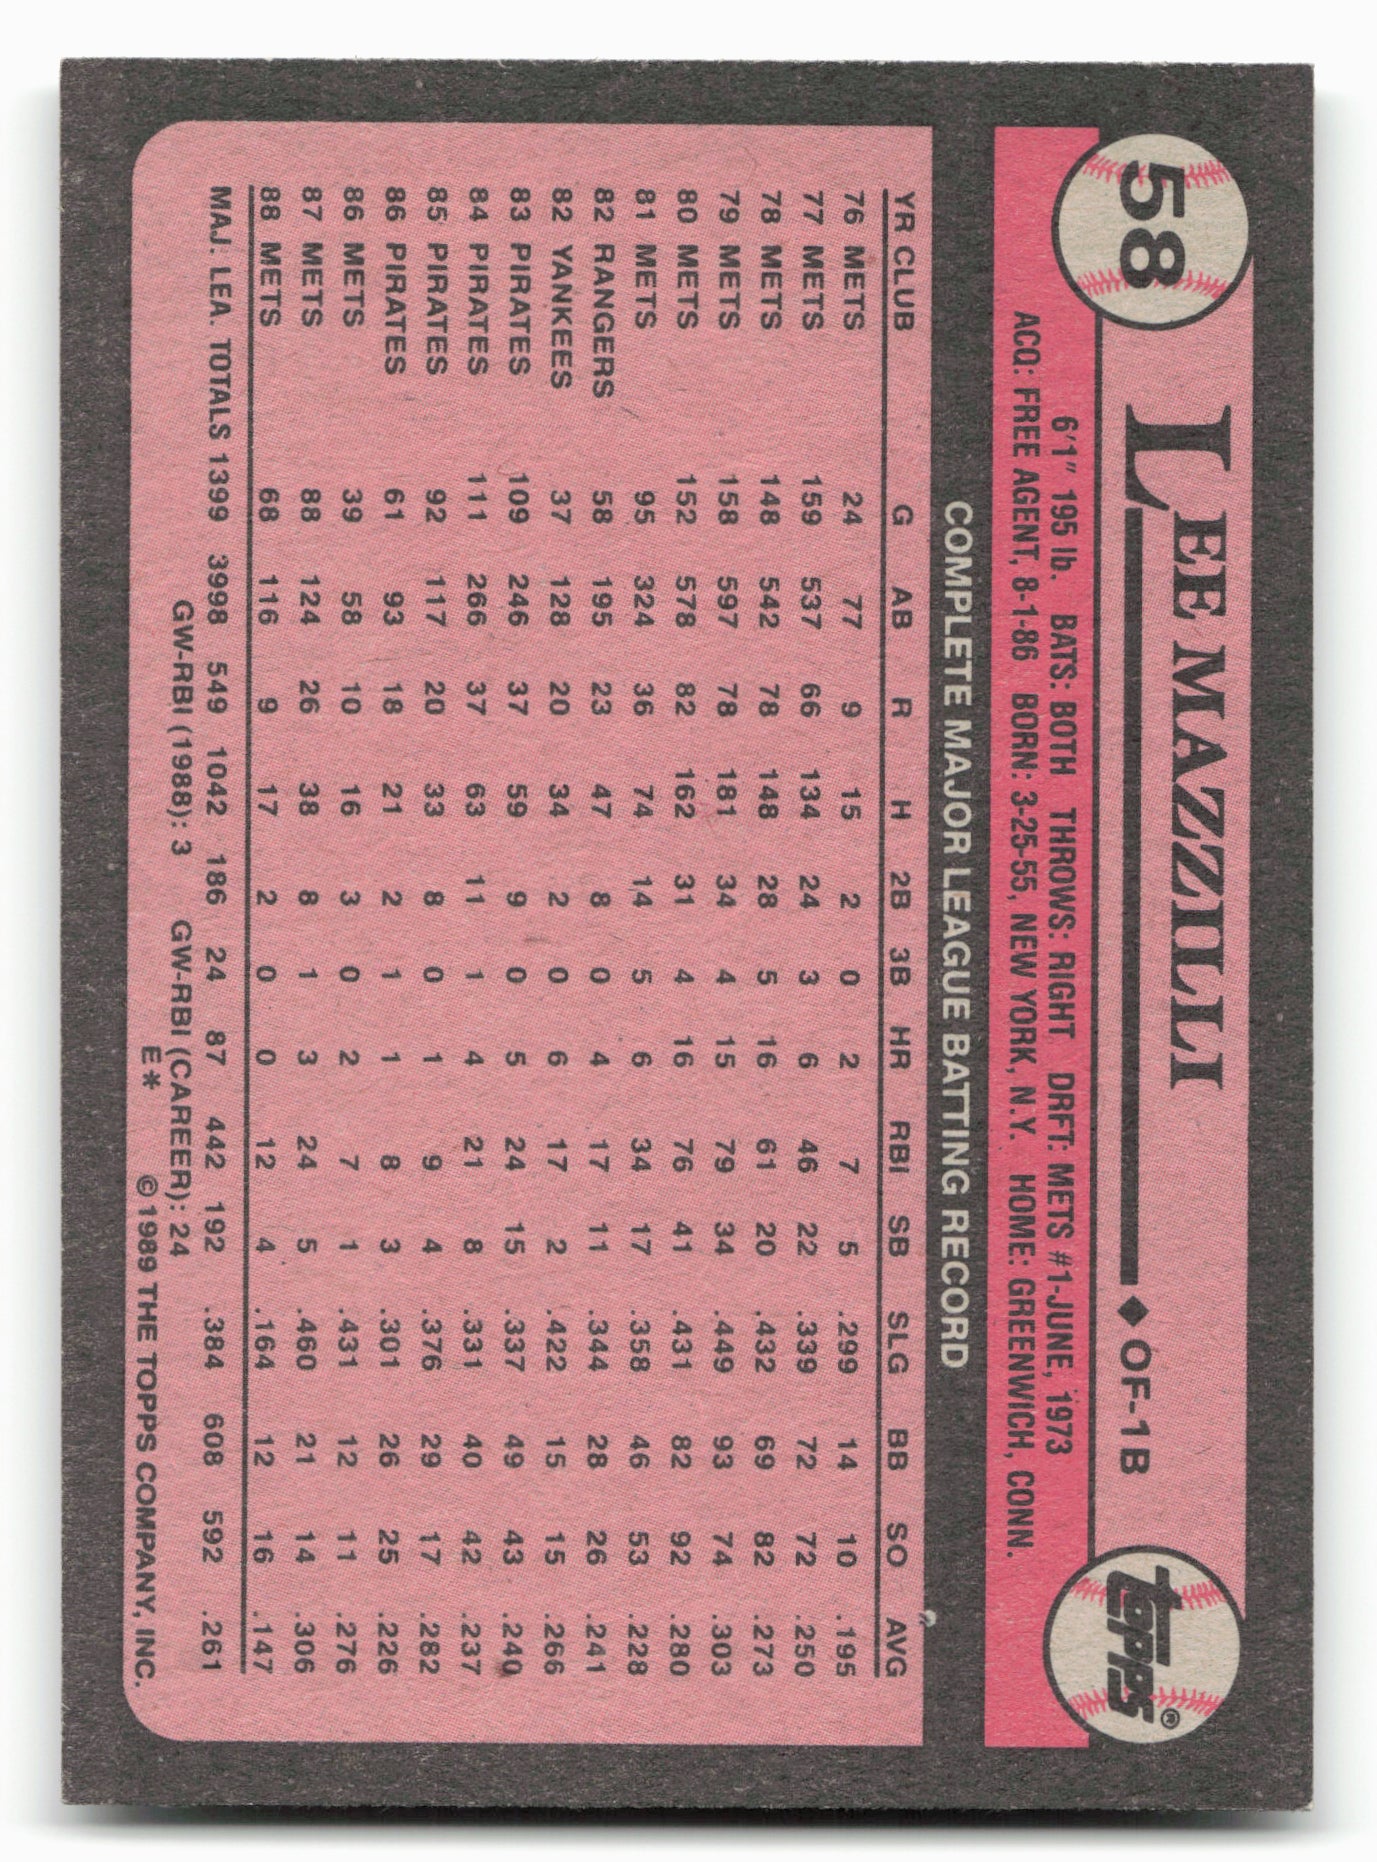 58
LEE MAZZILLI ◆ OF-1B
TOPPS®
6'1" 195 lb. BATS: BOTH THROWS: RIGHT DRFT: METS #1-JUNE, 1973
ACQ: FREE AGENT, 8-1-86 BORN: 3-25-55, NEW YORK, N.Y. HOME: GREENWICH, CONN.
COMPLETE MAJOR LEAGUE BATTING RECORD
YR CLUB G AB R H 2B 3B HR RBI SB SLG BB SO AVG
76 METS 24 77 9 15 2 0 2 7 5 .299 14 10 .195
77 METS 159 537 66 134 24 3 6 46 22 .339 72 72 .250
78 METS 148 542 78 148 28 5 16 61 20 .432 69 82 .273
79 METS 158 597 78 181 34 4 15 79 34 .449 93 74 .303
80 METS 152 578 82 162 31 4 16 76 41 .431 82 92 .280
81 METS 95 324 36 74 14 5 6 34 17 .358 46 53 .228
82 RANGERS 58 195 23 47 8 0 4 17 11 .344 28 26 .241
82 YANKEES 37 128 20 34 2 0 6 17 2 .422 15 15 .266
83 PIRATES 109 246 37 59 9 0 5 24 15 .337 49 43 .240
84 PIRATES 111 266 37 63 11 1 4 21 8 .331 40 42 .237
85 PIRATES 92 117 20 33 8 0 1 9 4 .376 29 17 .282
86 PIRATES 61 93 18 21 2 1 1 8 3 .301 26 25 .226
86 METS 39 58 10 16 3 0 2 7 1 .431 12 11 .276
87 METS 88 124 26 38 8 1 3 24 5 .460 21 14 .306
88 METS 68 116 9 17 2 0 0 12 4 .164 12 16 .147
MAJ. LEA. TOTALS 1399 3998 549 1042 186 24 87 442 192 .384 608 592 .261
GW-RBI (1988): 3 GW-RBI (CAREER): 24
E* © 1989 THE TOPPS COMPANY, INC.